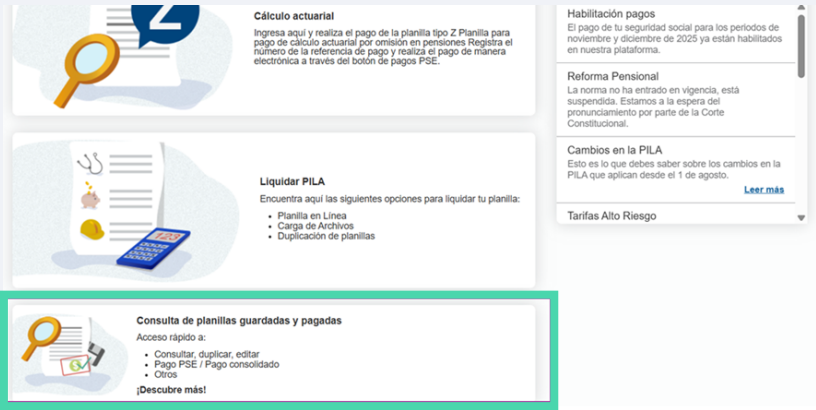 Z
Cálculo actuarial
Ingresa aquí y realiza el pago de la planilla tipo Z Planilla para
pago de cálculo actuarial por omisión en pensiones Registra el
número de la referencia de pago y realiza el pago de manera
electrónica a través del botón de pagos PSE.
Liquidar PILA
Encuentra aquí las siguientes opciones para liquidar tu planilla:
• Planilla en Línea
• Carga de Archivos
• Duplicación de planillas
123
Consulta de planillas guardadas y pagadas
Acceso rápido a:
• Consultar, duplicar, editar
• Pago PSE / Pago consolidado
• Otros
¡Descubre más!
Habilitación pagos
El pago de tu seguridad social para los periodos de
noviembre y diciembre de 2025 ya están habilitados
en nuestra plataforma.
Reforma Pensional
La norma no ha entrado en vigencia, está
suspendida. Estamos a la espera del
pronunciamiento por parte de la Corte
Constitucional.
Cambios en la PILA
Esto es lo que debes saber sobre los cambios en la
PILA que aplican desde el 1 de agosto.
Leer más
Tarifas Alto Riesgo